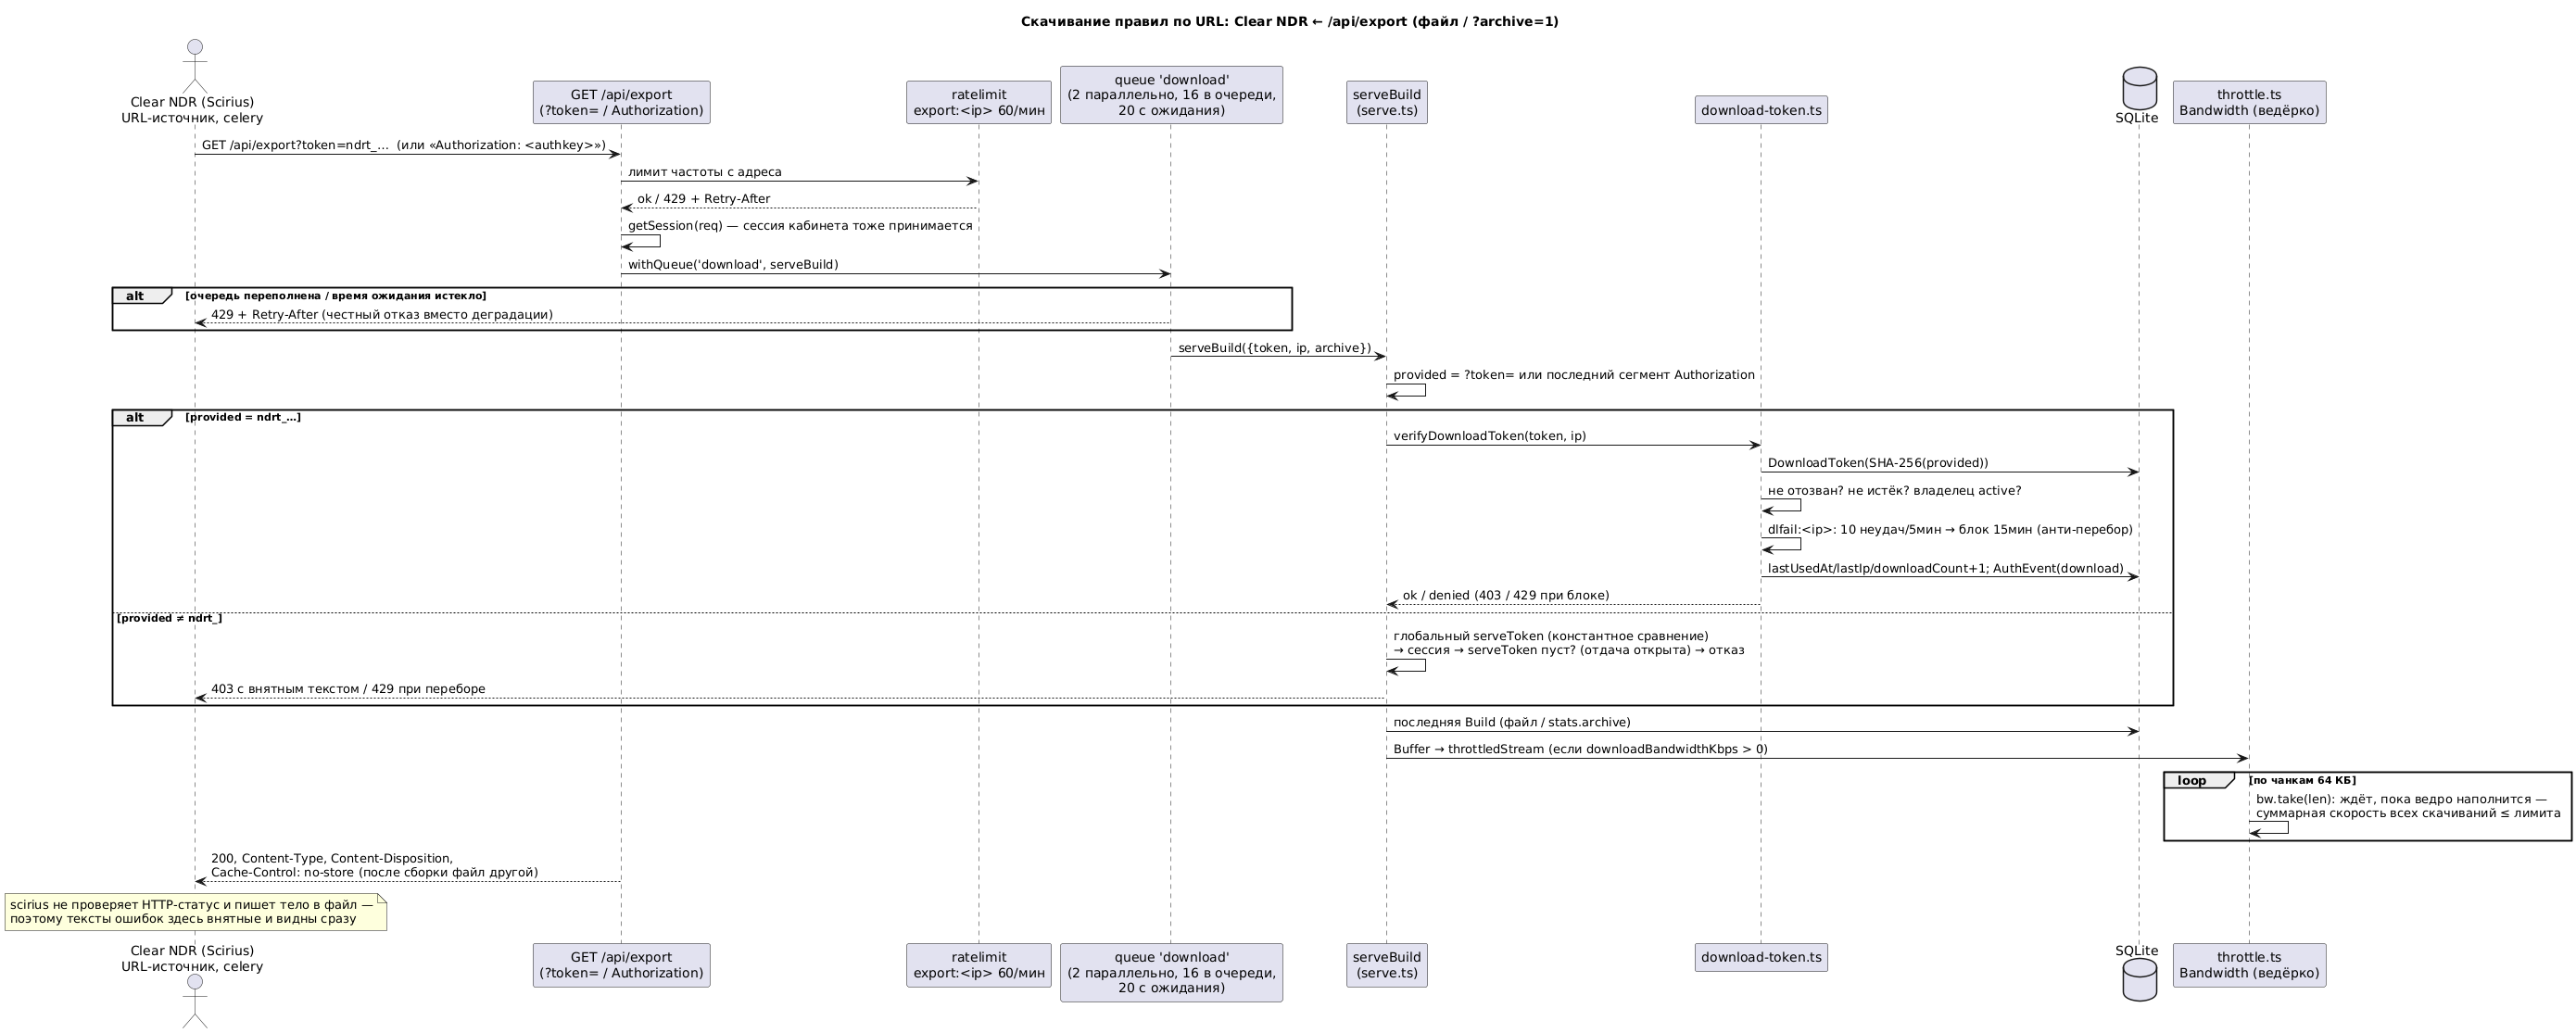 Скачивание правил по URL: Clear NDR ← /api/export (файл / ?archive=1)
Clear NDR (Scirius)
URL-источник, celery
GET /api/export
(?token= / Authorization)
ratelimit
export:<ip> 60/мин
queue 'download'
(2 параллельно, 16 в очереди,
20 с ожидания)
serveBuild
(serve.ts)
download-token.ts
SQLite
throttle.ts
Bandwidth (ведёрко)
GET /api/export?token=ndrt_… (или «Authorization: <authkey>»)
лимит частоты с адреса
ok / 429 + Retry-After
getSession(req) — сессия кабинета тоже принимается
withQueue('download', serveBuild)
alt [очередь переполнена / время ожидания истекло]
429 + Retry-After (честный отказ вместо деградации)
serveBuild({token, ip, archive})
provided = ?token= или последний сегмент Authorization
alt [provided = ndrt_…]
verifyDownloadToken(token, ip)
DownloadToken(SHA-256(provided))
не отозван? не истёк? владелец active?
dlfail:<ip>: 10 неудач/5мин → блок 15мин (анти-перебор)
lastUsedAt/lastIp/downloadCount+1; AuthEvent(download)
ok / denied (403 / 429 при блоке)
[provided ≠ ndrt_]
глобальный serveToken (константное сравнение)
→ сессия → serveToken пуст? (отдача открыта) → отказ
403 с внятным текстом / 429 при переборе
последняя Build (файл / stats.archive)
Buffer → throttledStream (если downloadBandwidthKbps > 0)
loop [по чанкам 64 КБ]
bw.take(len): ждёт, пока ведро наполнится —
суммарная скорость всех скачиваний ≤ лимита
200, Content-Type, Content-Disposition,
Cache-Control: no-store (после сборки файл другой)
scirius не проверяет HTTP-статус и пишет тело в файл —
поэтому тексты ошибок здесь внятные и видны сразу
Clear NDR (Scirius)
URL-источник, celery
GET /api/export
(?token= / Authorization)
ratelimit
export:<ip> 60/мин
queue 'download'
(2 параллельно, 16 в очереди,
20 с ожидания)
serveBuild
(serve.ts)
download-token.ts
SQLite
throttle.ts
Bandwidth (ведёрко)